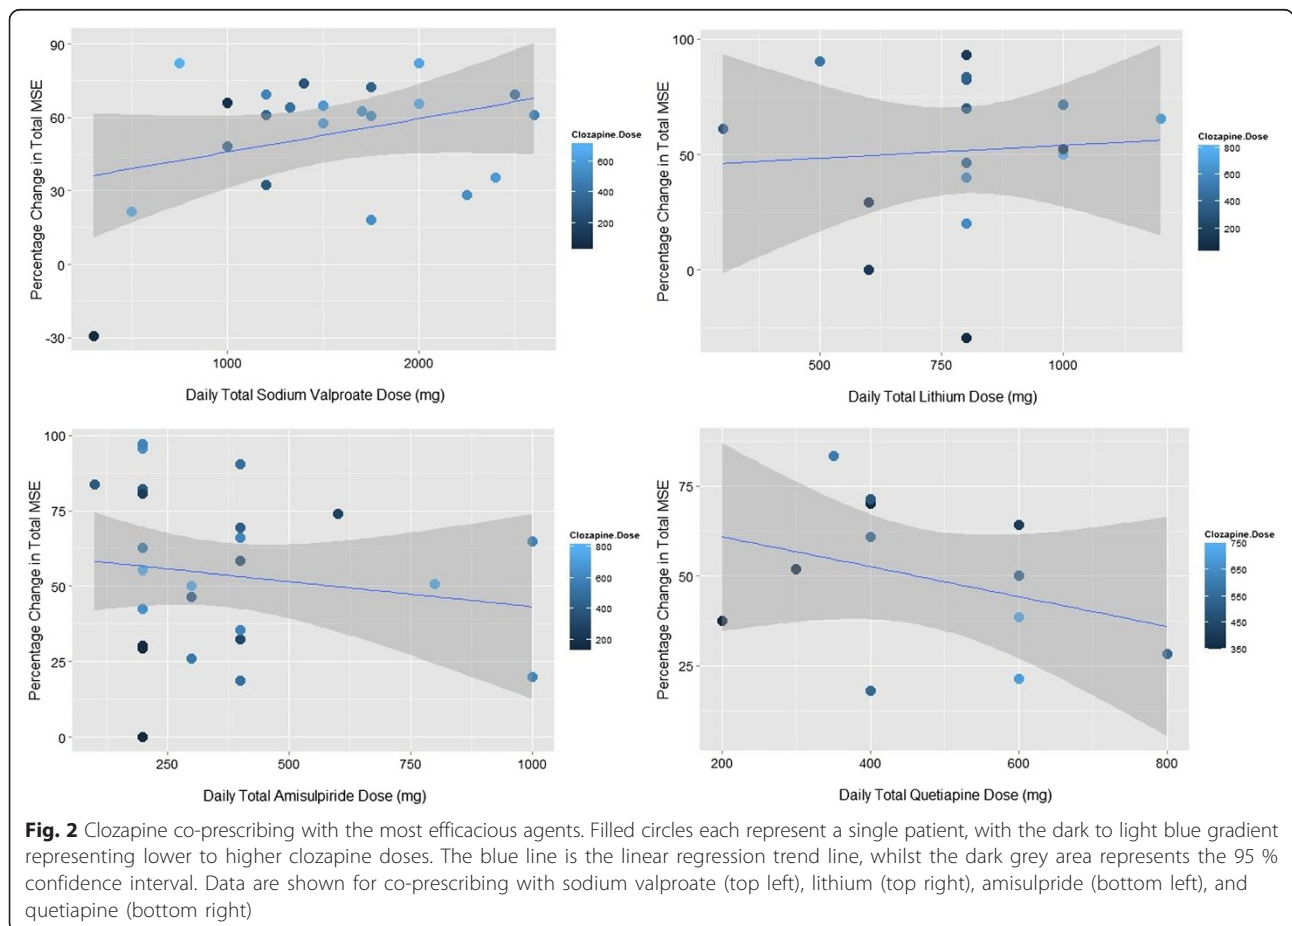 90
60
30
0
-30
Percentage Change in Total MSE
1000
2000
Daily Total Sodium Valproate Dose (mg)
Clozapine.Dose
600
400
200
100
50
0
Percentage Change in Total MSE
500
750
1000
Daily Total Lithium Dose (mg)
Clozapine.Dose
800
600
400
200
100
75
50
25
0
Percentage Change in Total MSE
250
500
750
1000
Daily Total Amisulpiride Dose (mg)
Clozapine.Dose
800
600
400
200
75
50
25
Percentage Change in Total MSE
200
400
600
800
Daily Total Quetiapine Dose (mg)
Clozapine.Dose
750
650
550
450
350
Fig. 2 Clozapine co-prescribing with the most efficacious agents. Filled circles each represent a single patient, with the dark to light blue gradient
representing lower to higher clozapine doses. The blue line is the linear regression trend line, whilst the dark grey area represents the 95 %
confidence interval. Data are shown for co-prescribing with sodium valproate (top left), lithium (top right), amisulpride (bottom left), and
quetiapine (bottom right)